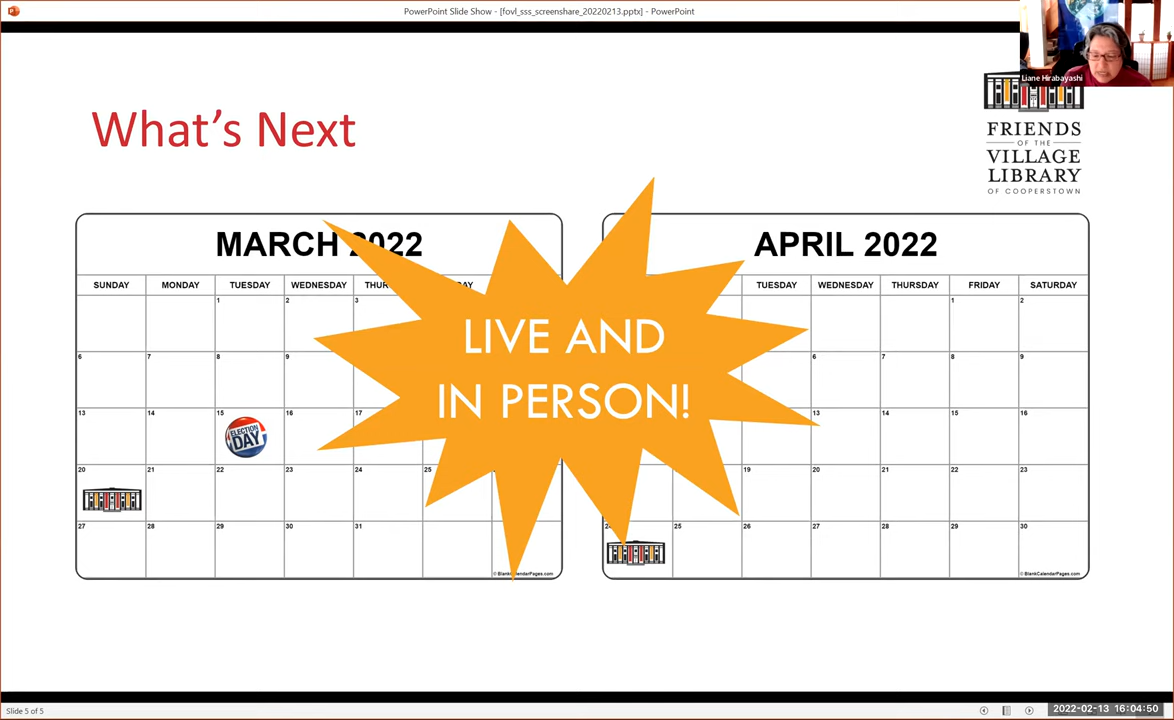 PowerPoint Slide Show - [fovl_sss_screenshare_20220213.pptx] - PowerPoint
Liane Hirabayashi
FRIENDS
OF THE
VILLAGE
LIBRARY
OF COOPERSTOWN
What's Next
MARCH 2022
SUNDAY MONDAY TUESDAY WEDNESDAY
1 2 3
6 7 8 9
13 14 15 16 17
ELECTION
DAY
20 21 22 23 24 25
27 28 29 30 31
© BlankCalendarPages.com
LIVE AND
IN PERSON!
APRIL 2022
TUESDAY WEDNESDAY THURSDAY FRIDAY SATURDAY
1 2
6 7 8 9
13 14 15 16
19 20 21 22 23
24 25 26 27 28 29 30
© BlankCalendarPages.com
Slide 5 of 5
2022-02-13 16:04:50